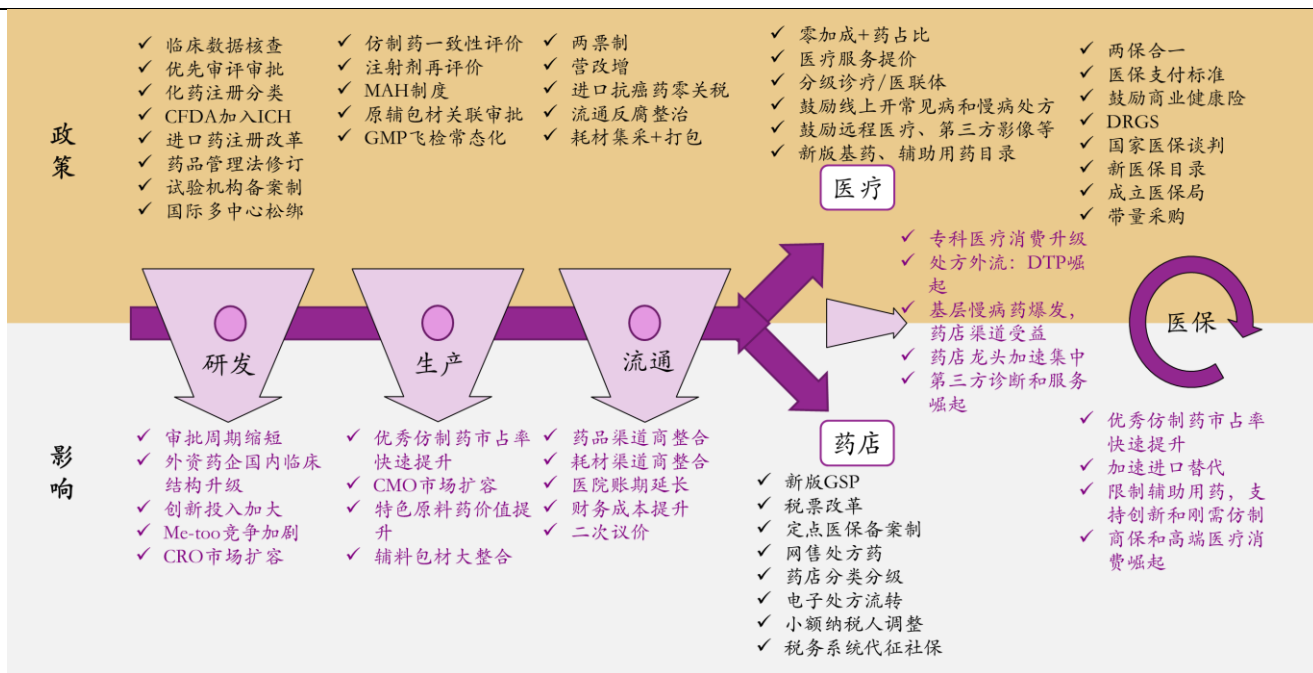 政策
临床数据核查
优先审评审批
化药注册分类
CFDA加入ICH
进口药注册改革
药品管理法修订
试验机构备案制
国际多中心松绑
仿制药一致性评价
注射剂再评价
MAH制度
原辅包材关联审批
GMP飞检常态化
两票制
营改增
进口抗癌药零关税
流通反腐整治
耗材集采+打包
零加成+药占比
医疗服务提价
分级诊疗/医联体
鼓励线上开常见病和慢病处方
鼓励远程医疗、第三方影像等
新版基药、辅助用药目录
两保合一
医保支付标准
鼓励商业健康险
DRGS
国家医保谈判
新医保目录
成立医保局
带量采购
医疗
专科医疗消费升级
处方外流：DTP崛
起
基层慢病药爆发，
药店渠道受益
药店龙头加速集中
第三方诊断和服务
崛起
研发
生产
流通
医保
影响
审批周期缩短
外资药企国内临床
结构升级
创新投入加大
Me-too竞争加剧
CRO市场扩容
优秀仿制药市占率
快速提升
CMO市场扩容
特色原料药价值提
升
辅料包材大整合
药品渠道商整合
耗材渠道商整合
医院账期延长
财务成本提升
二次议价
药店
新版GSP
税票改革
定点医保备案制
网售处方药
药店分类分级
电子处方流转
小额纳税人调整
税务系统代征社保
优秀仿制药市占率
快速提升
加速进口替代
限制辅助用药，支
持创新和刚需仿制
商保和高端医疗消
费崛起